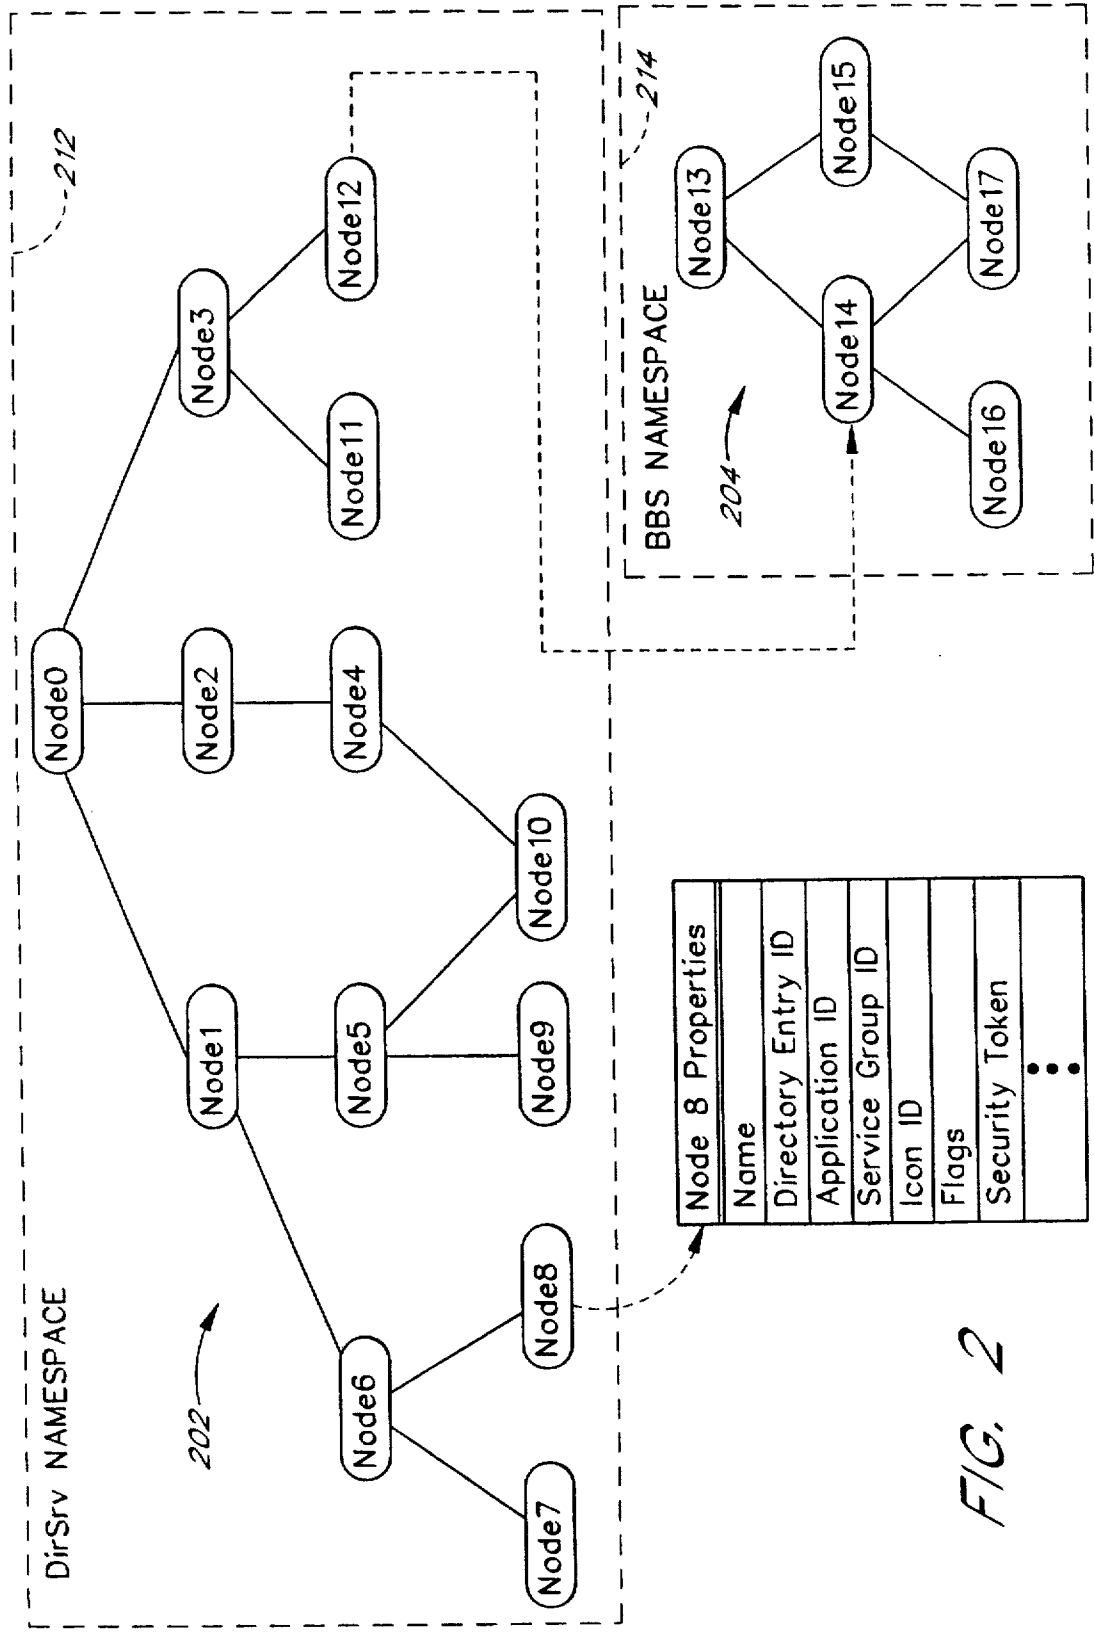 212
DirSrv NAMESPACE
202
Node0
Node1
Node2
Node3
Node6
Node5
Node4
Node11
Node12
Node7
Node8
Node9
Node10
214
BBS NAMESPACE
204
Node13
Node14
Node15
Node16
Node17
Node 8 Properties
Name
Directory Entry ID
Application ID
Service Group ID
Icon ID
Flags
Security Token
FIG. 2